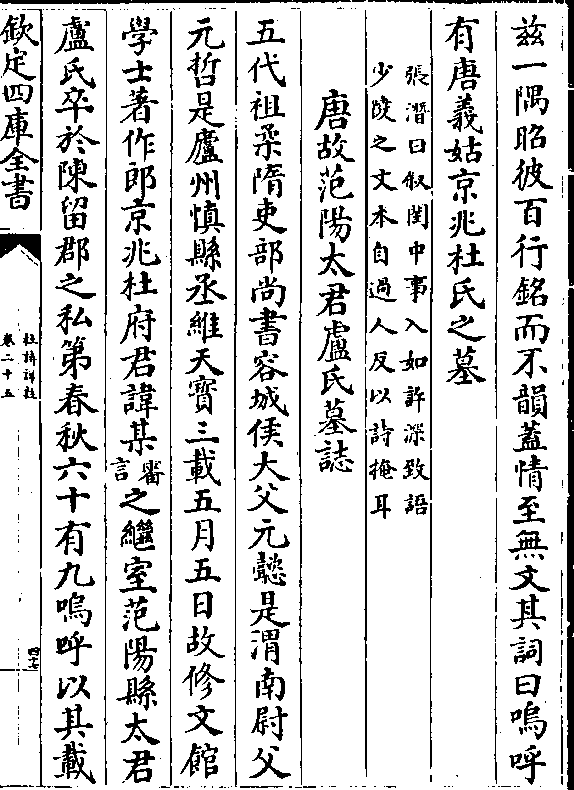 茲一隅昭彼百行銘而不韻蓋情至無文其詞曰嗚呼
有唐義姑京兆杜氏之墓
張溍曰叙閨中事入如許深致語
少陵之文本自過人反以詩掩耳
唐故范陽太君盧氏墓誌
五代祖柔隋吏部尚書容城侯大父元懿是渭南尉父
元哲是廬州慎縣丞維天寶三載五月五日故修文館
學士著作郎京兆杜府君諱某審言之繼室范陽縣太君
盧氏卒於陳留郡之私第春秋六十有九嗚呼以其載
欽定四庫全書
杜詩詳註
卷二十五